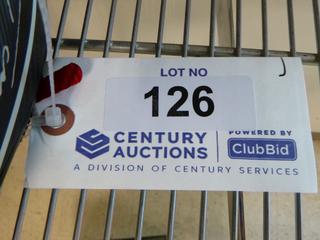 LOT NO
126
CENTURY
AUCTIONS
POWERED BY
ClubBid
A DIVISION OF CENTURY SERVICES